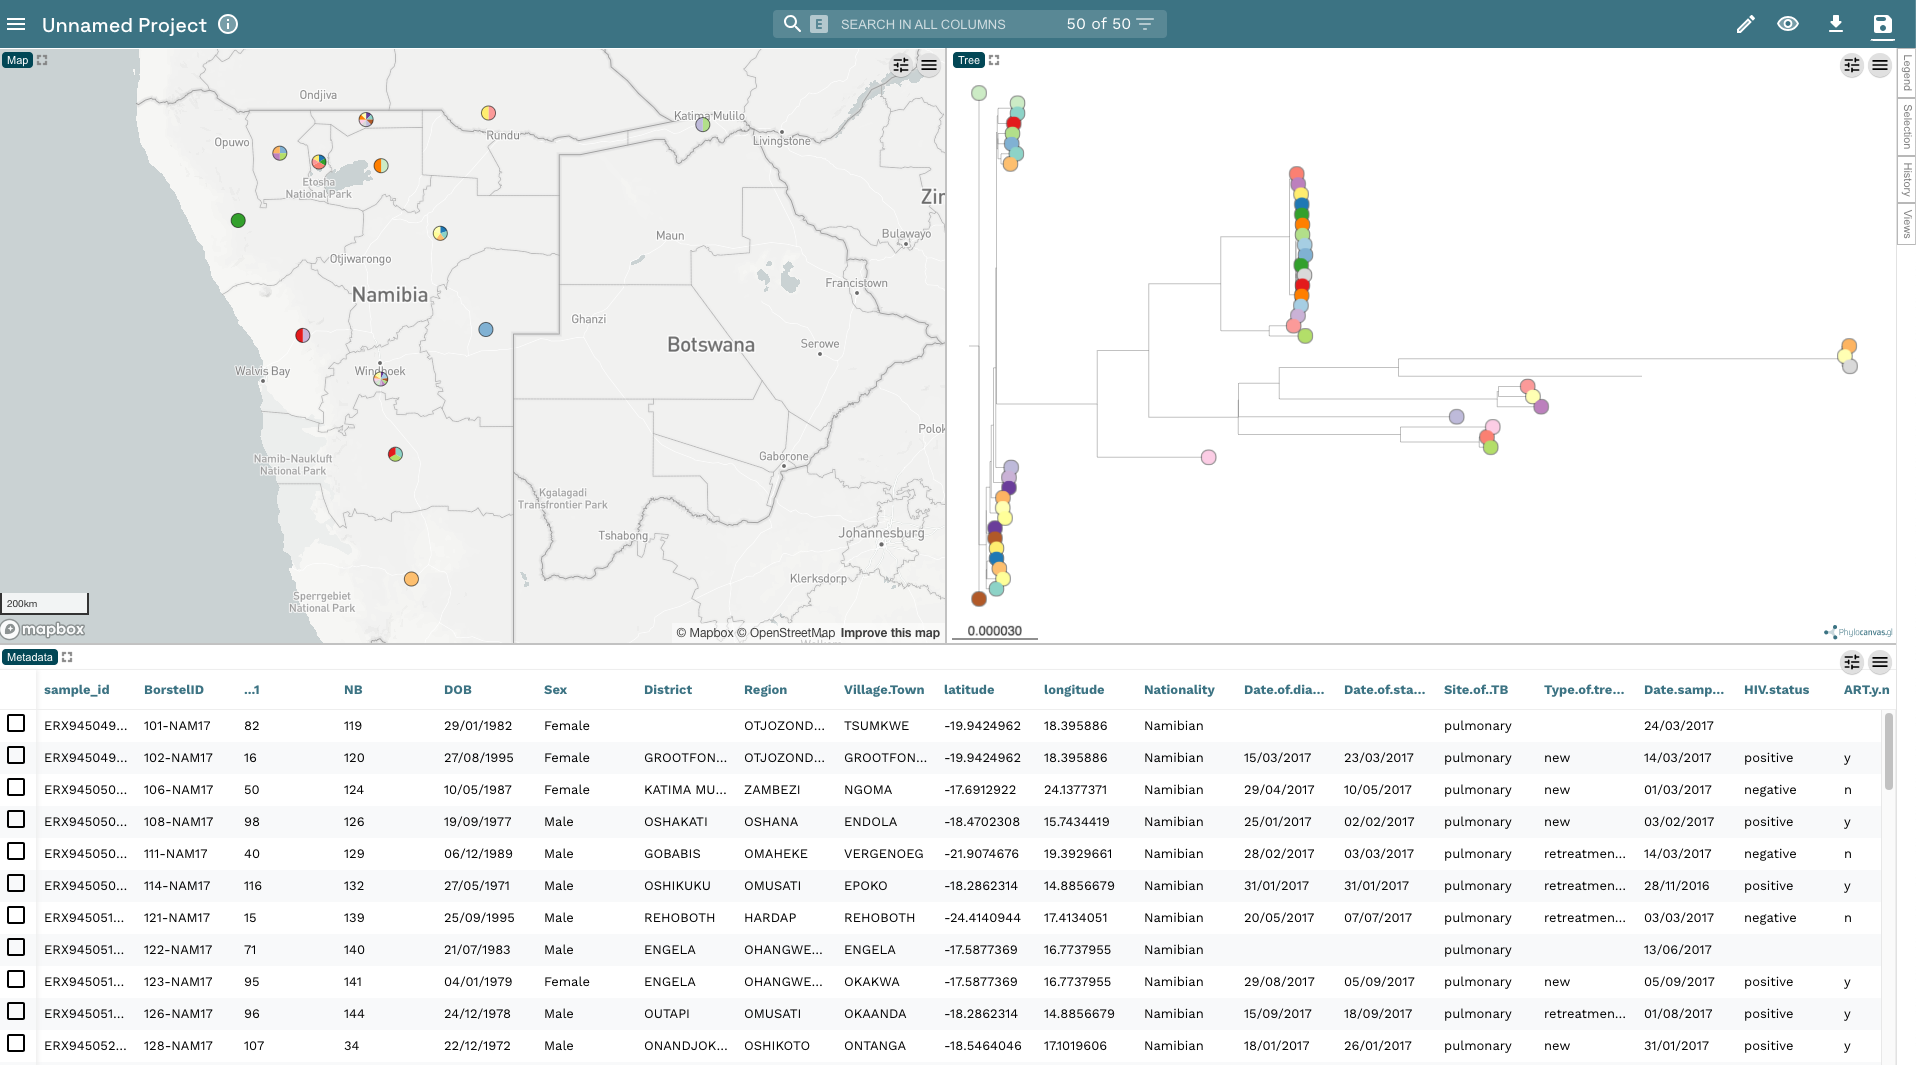 Unnamed Project
E SEARCH IN ALL COLUMNS 50 of 50
Map
Ondjiva
Katima Mulilo
Rundu
Opuwo
Livingstone
Etosha
National Park
Zir
Maun
Bulawayo
Otjiwarongo
Namibia
Francistown
Ghanzi
Botswana
Serowe
Walvis Bay
Windhoek
Polok
Namib-Naukluft
National Park
Gaborone
Kgalagadi
Transfrontier Park
Tshabong
Johannesburg
Klerksdorp
Sperrgebiet
National Park
200km
mapbox
© Mapbox © OpenStreetMap Improve this map
Tree
0.000030
Phylocanvas.gl
Legend
Selection
History
Views
Metadata
sample_id BorstelID ...1 NB DOB Sex District Region Village.Town latitude longitude Nationality Date.of.dia... Date.of.sta... Site.of..TB Type.of.tre... Date.samp... HIV.status ART.y.n
ERX945049... 101-NAM17 82 119 29/01/1982 Female OTJOZOND... TSUMKWE -19.9424962 18.395886 Namibian pulmonary 24/03/2017
ERX945049... 102-NAM17 16 120 27/08/1995 Female GROOTFON... OTJOZOND... GROOTFON... -19.9424962 18.395886 Namibian 15/03/2017 23/03/2017 pulmonary new 14/03/2017 positive y
ERX945050... 106-NAM17 50 124 10/05/1987 Female KATIMA MU... ZAMBEZI NGOMA -17.6912922 24.1377371 Namibian 29/04/2017 10/05/2017 pulmonary new 01/03/2017 negative n
ERX945050... 108-NAM17 98 126 19/09/1977 Male OSHAKATI OSHANA ENDOLA -18.4702308 15.7434419 Namibian 25/01/2017 02/02/2017 pulmonary new 03/02/2017 positive y
ERX945050... 111-NAM17 40 129 06/12/1989 Male GOBABIS OMAHEKE VERGENOEG -21.9074676 19.3929661 Namibian 28/02/2017 03/03/2017 pulmonary retreatmen... 14/03/2017 negative n
ERX945050... 114-NAM17 116 132 27/05/1971 Male OSHIKUKU OMUSATI EPOKO -18.2862314 14.8856679 Namibian 31/01/2017 31/01/2017 pulmonary retreatmen... 28/11/2016 positive y
ERX945051... 121-NAM17 15 139 25/09/1995 Male REHOBOTH HARDAP REHOBOTH -24.4140944 17.4134051 Namibian 20/05/2017 07/07/2017 pulmonary retreatmen... 03/03/2017 negative n
ERX945051... 122-NAM17 71 140 21/07/1983 Male ENGELA OHANGWE... ENGELA -17.5877369 16.7737955 Namibian pulmonary 13/06/2017
ERX945051... 123-NAM17 95 141 04/01/1979 Female ENGELA OHANGWE... OKAKWA -17.5877369 16.7737955 Namibian 29/08/2017 05/09/2017 pulmonary new 05/09/2017 positive y
ERX945051... 126-NAM17 96 144 24/12/1978 Male OUTAPI OMUSATI OKAANDA -18.2862314 14.8856679 Namibian 15/09/2017 18/09/2017 pulmonary retreatmen... 01/08/2017 positive y
ERX945052... 128-NAM17 107 34 22/12/1972 Male ONANDJOK... OSHIKOTO ONTANGA -18.5464046 17.1019606 Namibian 18/01/2017 26/01/2017 pulmonary new 31/01/2017 positive y